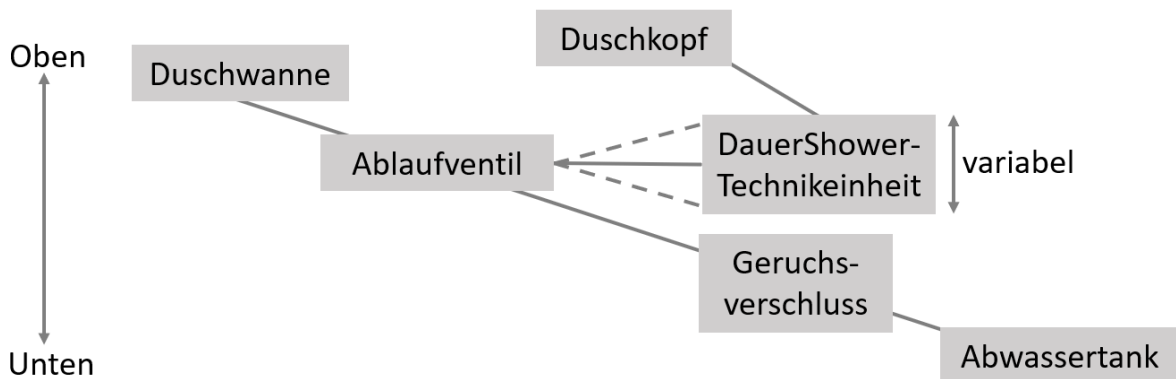 Duschkopf
Oben
Duschwanne
DauerShower-
Technikeinheit
Ablaufventil
variabel
Geruchs-
verschluss
Unten
Abwassertank